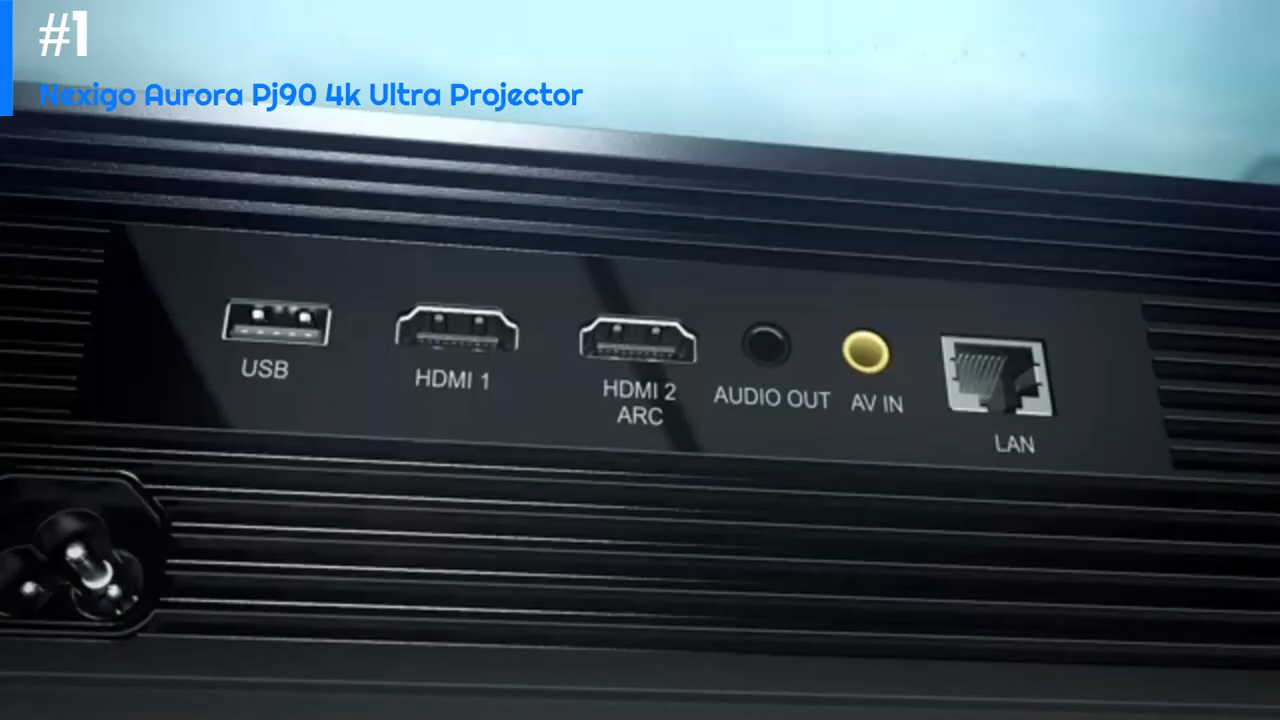 #1
Nexigo Aurora Pj90 4k Ultra Projector
USB
HDMI 1
HDMI 2
ARC
AUDIO OUT
AV IN
LAN